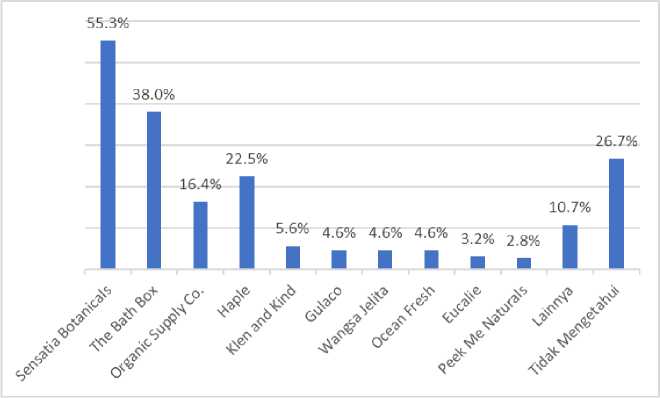 55.3%
38.0%
16.4%
22.5%
5.6%
4.6%
4.6%
4.6%
3.2%
2.8%
10.7%
26.7%
Sensatia Botanicals
The Bath Box
Organic Supply Co.
Haple
Klen and Kind
Gulaco
Wangsa Jelita
Ocean Fresh
Eucalie
Peek Me Naturals
Lainnya
Tidak Mengetahui